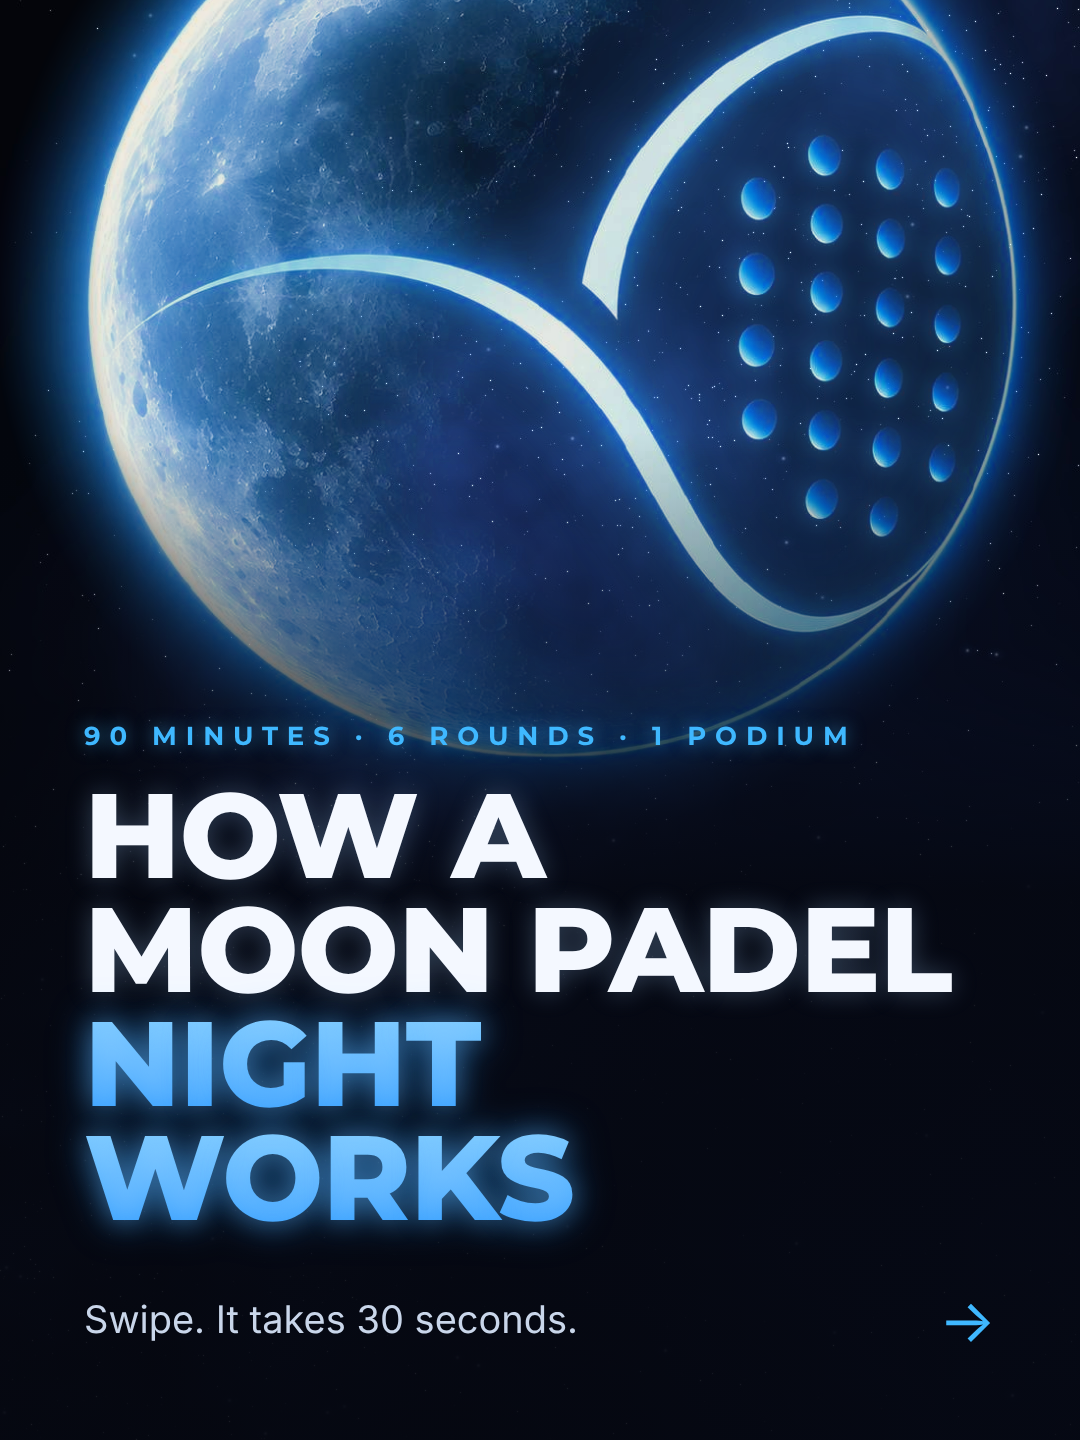 90 MINUTES · 6 ROUNDS · 1 PODIUM
HOW A
MOON PADEL
NIGHT
WORKS
Swipe. It takes 30 seconds.
→